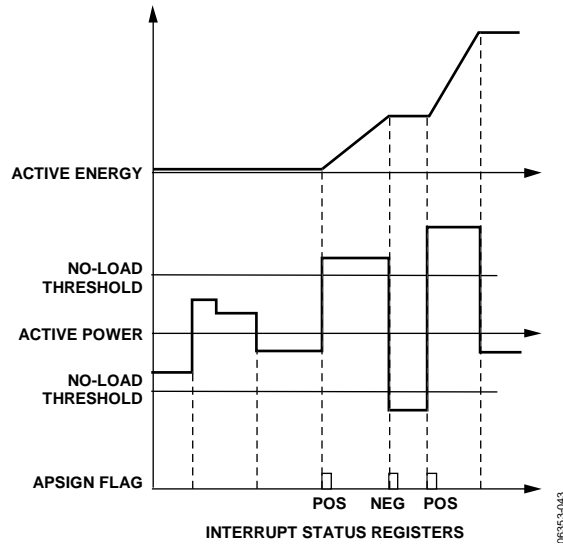 ACTIVE ENERGY
NO-LOAD
THRESHOLD
ACTIVE POWER
NO-LOAD
THRESHOLD
APSIGN FLAG
POS NEG POS
INTERRUPT STATUS REGISTERS
06353-043